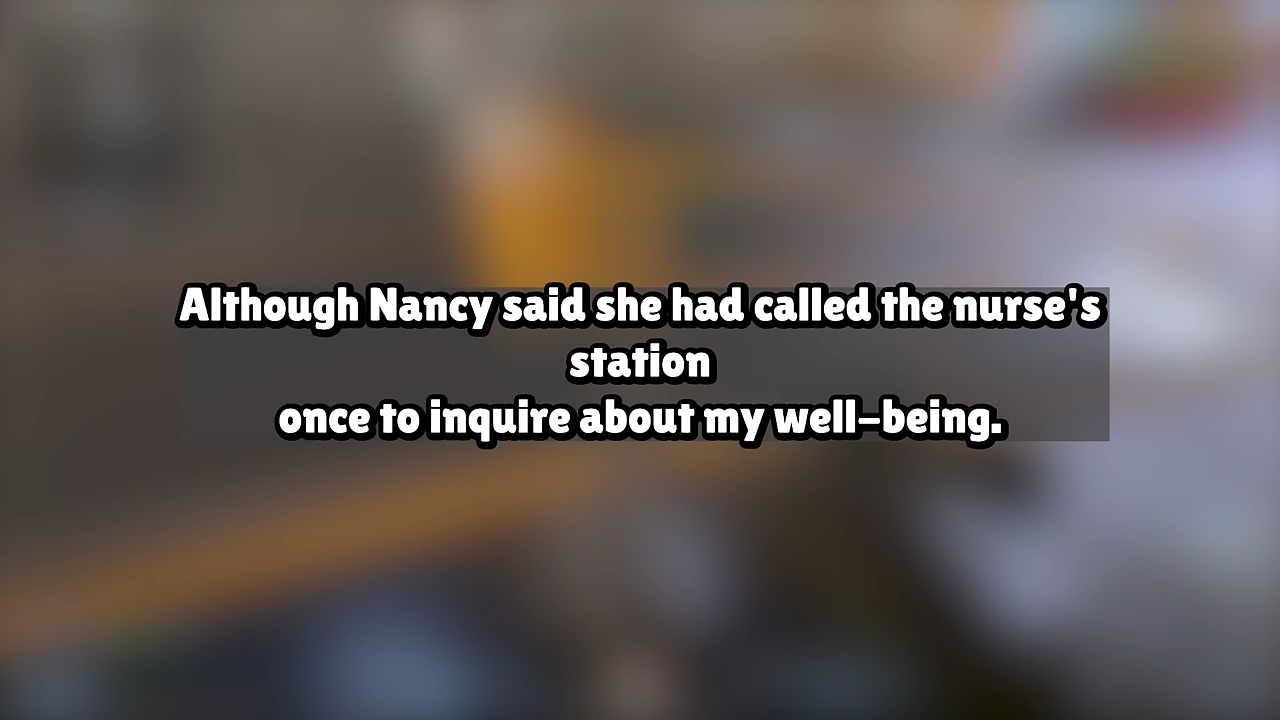 Although Nancy said she had called the nurse's
station
once to inquire about my well-being.